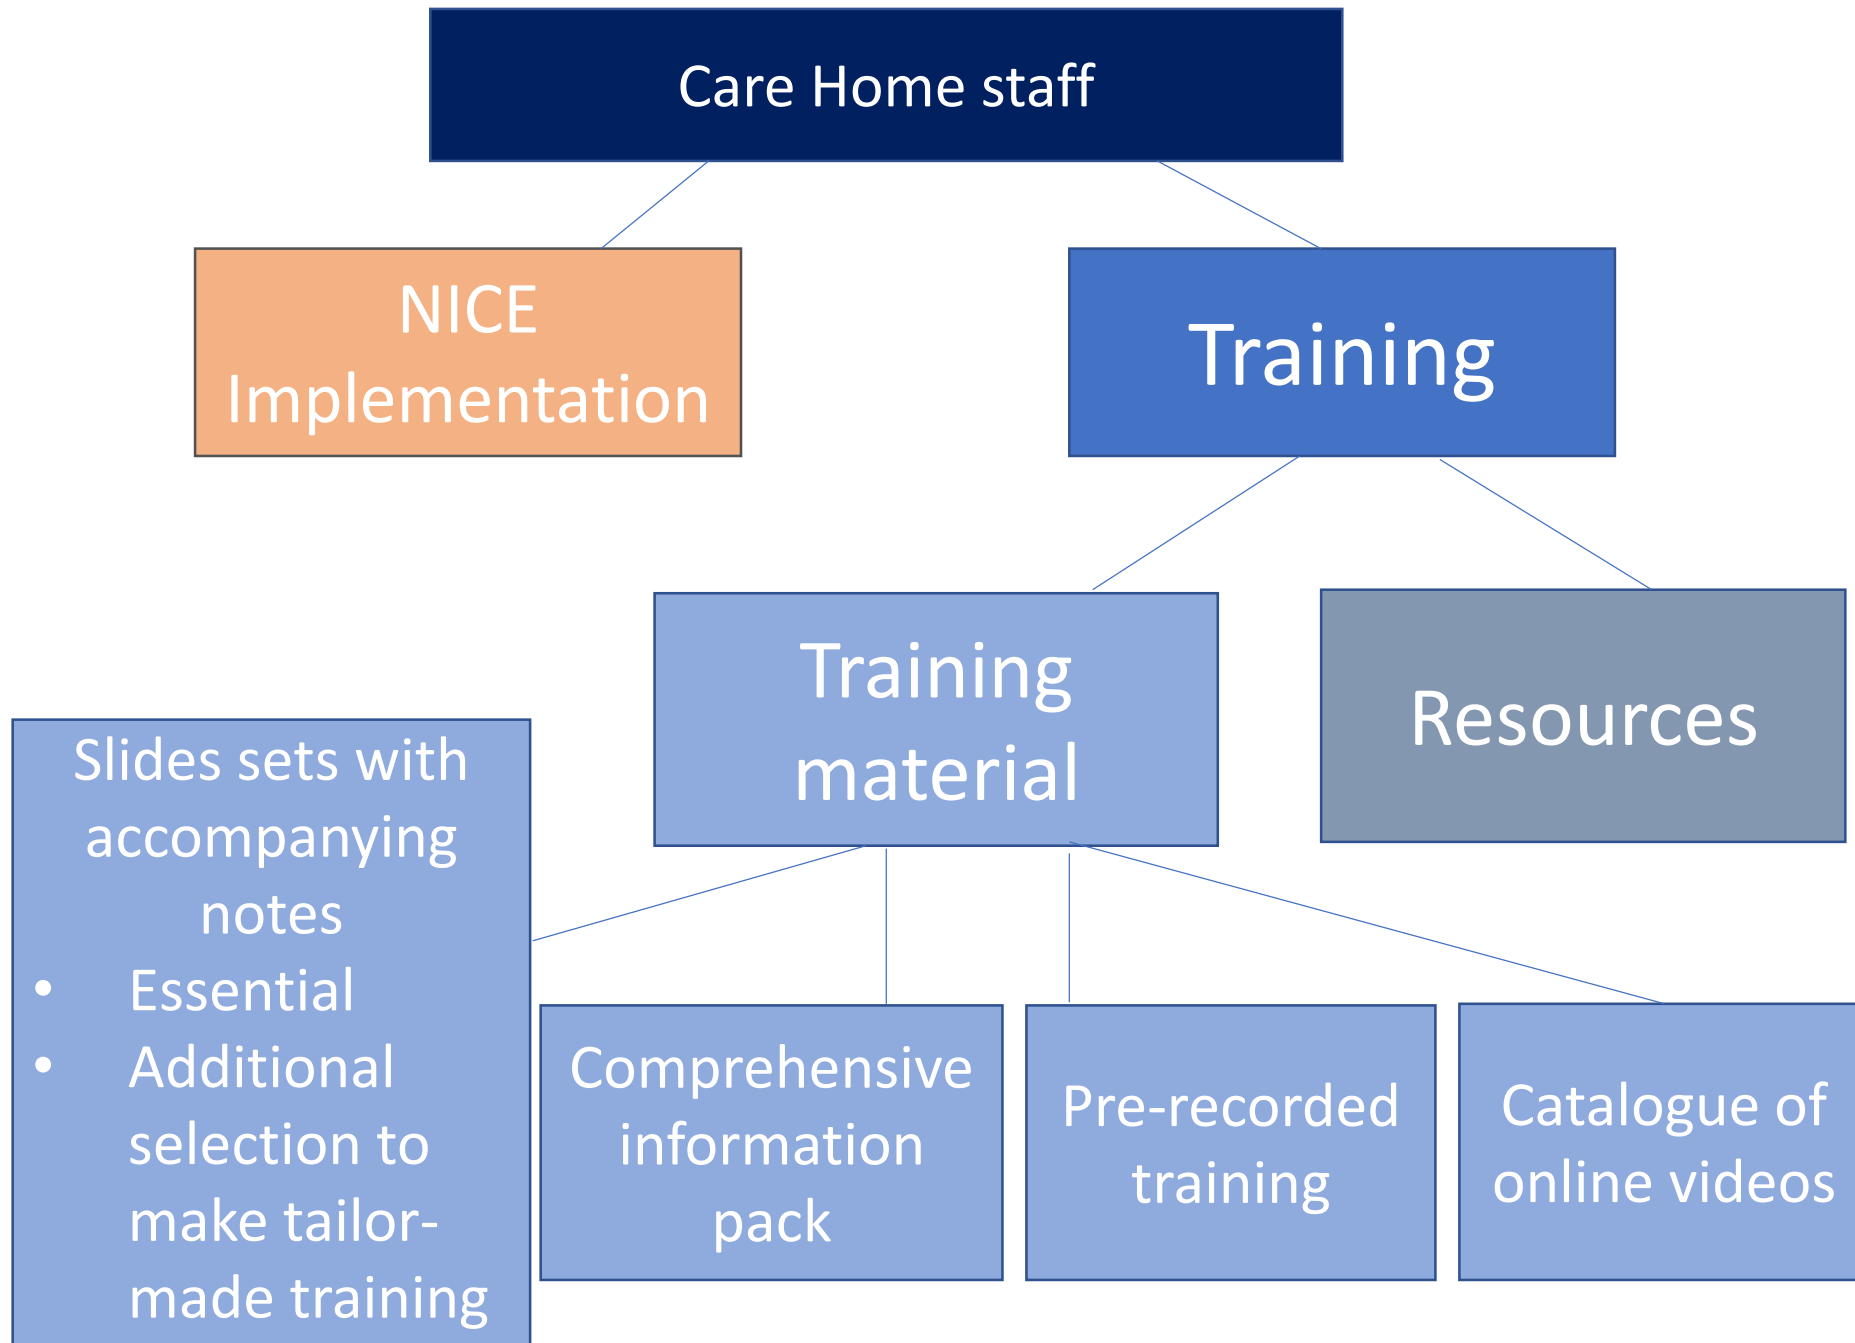 Care Home staff
NICE
Implementation
Training
Training
material
Resources
Slides sets with
accompanying
notes
• Essential
• Additional
selection to
make tailor-
made training
Comprehensive
information
pack
Pre-recorded
training
Catalogue of
online videos